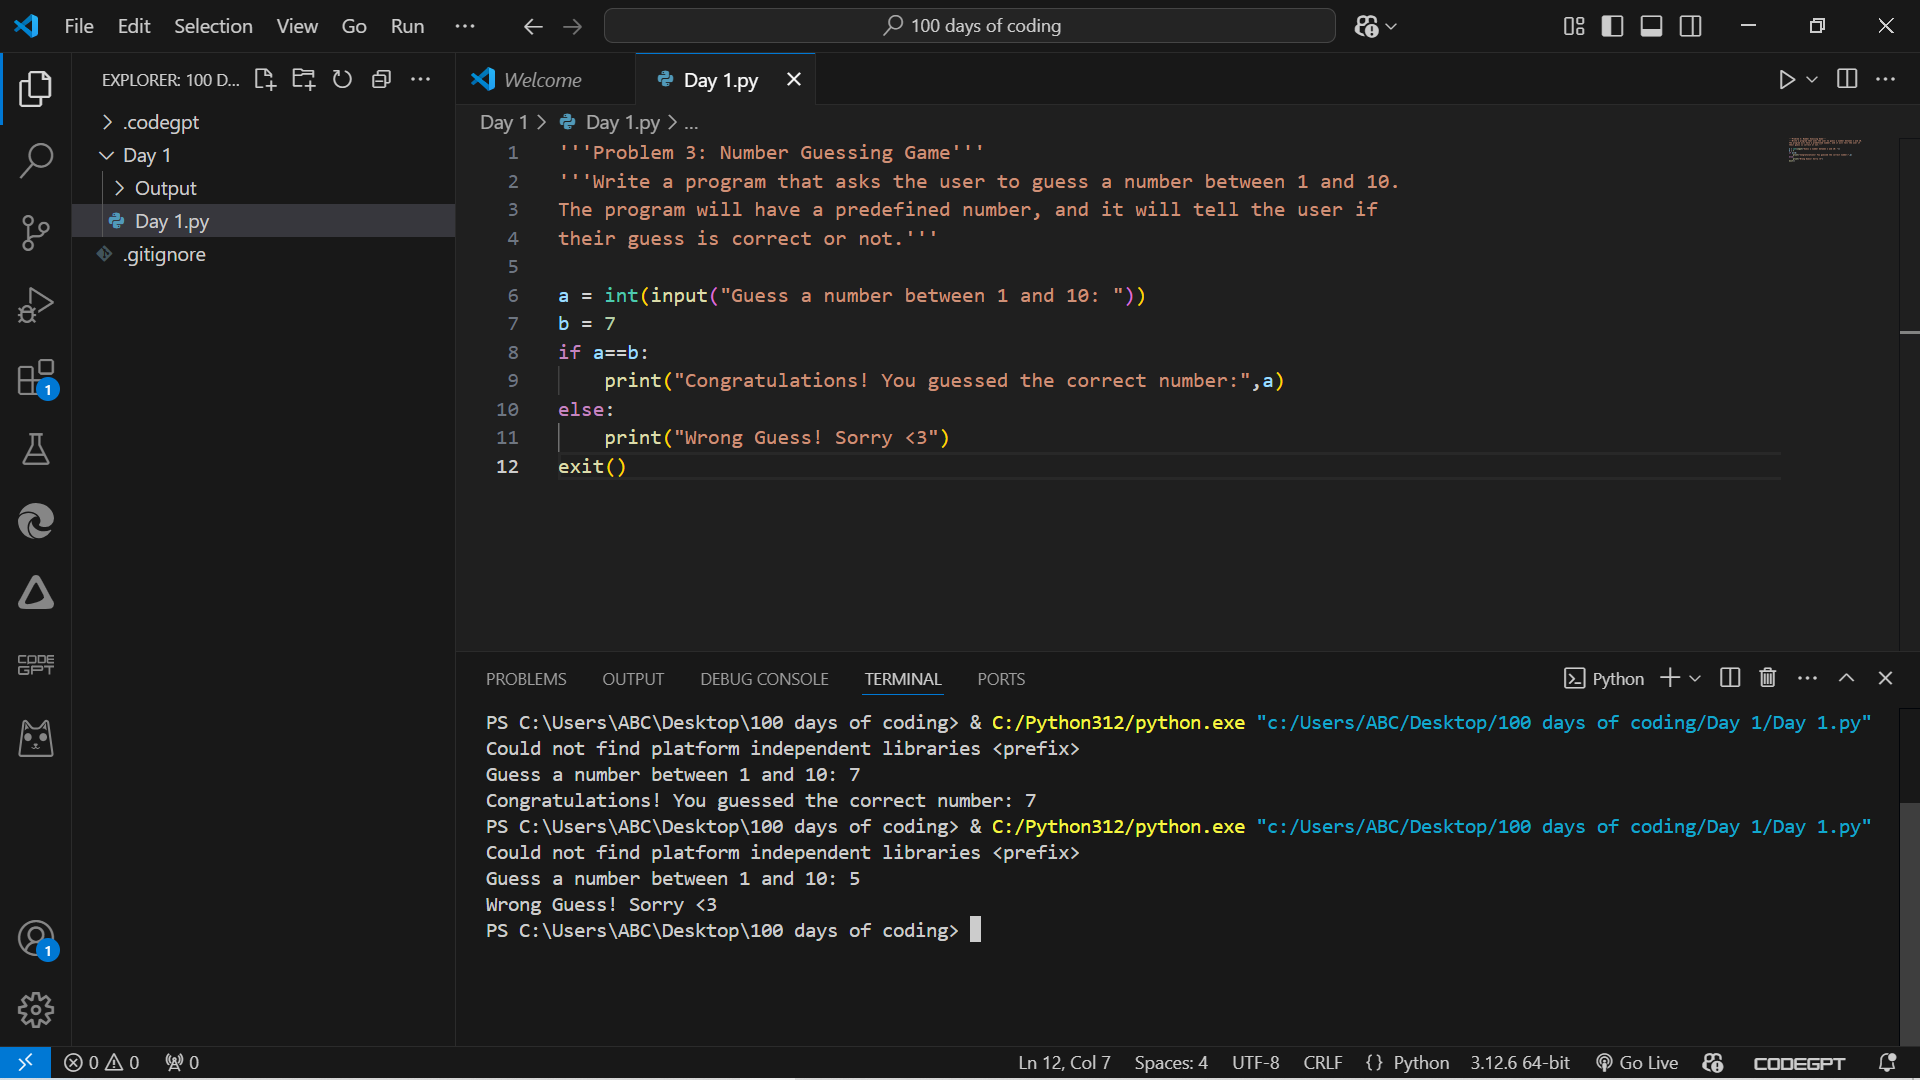 File Edit Selection View Go Run ...
100 days of coding
EXPLORER: 100 D...
Welcome
Day 1.py
.codegpt
Day 1
Output
Day 1.py
.gitignore
Day 1 > Day 1.py > ...
1 '''Problem 3: Number Guessing Game'''
2 '''Write a program that asks the user to guess a number between 1 and 10.
3 The program will have a predefined number, and it will tell the user if
4 their guess is correct or not.'''
5
6 a = int(input("Guess a number between 1 and 10: "))
7 b = 7
8 if a==b:
9     print("Congratulations! You guessed the correct number:",a)
10 else:
11     print("Wrong Guess! Sorry <3")
12 exit()
1
CODE
GPT
1
PROBLEMS OUTPUT DEBUG CONSOLE TERMINAL PORTS
Python
PS C:\Users\ABC\Desktop\100 days of coding> & C:/Python312/python.exe "c:/Users/ABC/Desktop/100 days of coding/Day 1/Day 1.py"
Could not find platform independent libraries <prefix>
Guess a number between 1 and 10: 7
Congratulations! You guessed the correct number: 7
PS C:\Users\ABC\Desktop\100 days of coding> & C:/Python312/python.exe "c:/Users/ABC/Desktop/100 days of coding/Day 1/Day 1.py"
Could not find platform independent libraries <prefix>
Guess a number between 1 and 10: 5
Wrong Guess! Sorry <3
PS C:\Users\ABC\Desktop\100 days of coding>
0 0 0
Ln 12, Col 7 Spaces: 4 UTF-8 CRLF {} Python 3.12.6 64-bit Go Live CODEGPT